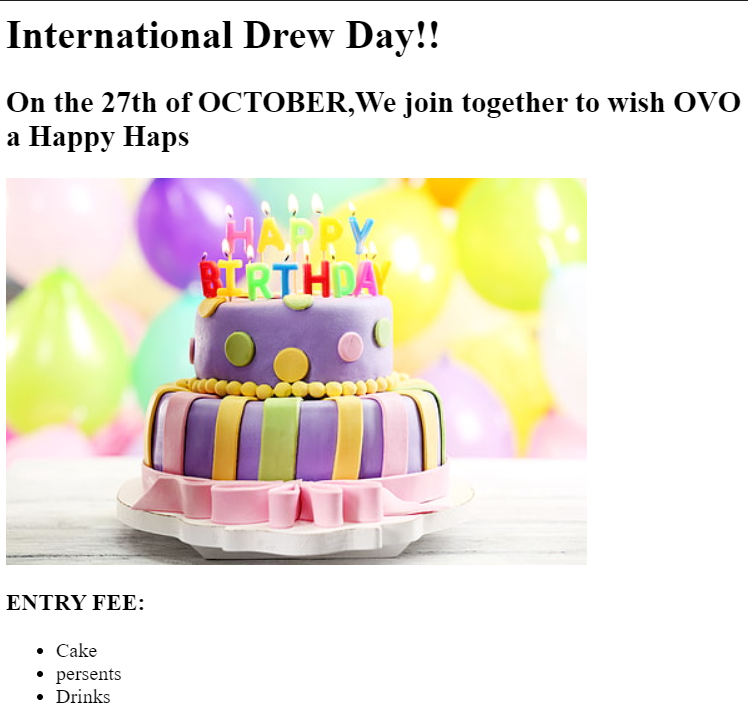 International Drew Day!!
On the 27th of OCTOBER,We join together to wish OVO
a Happy Haps
HAPPY
BIRTHDAY
ENTRY FEE:
Cake
persents
Drinks